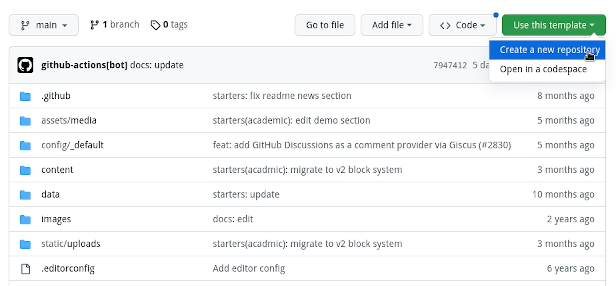 main 1 branch 0 tags Go to file Add file Code Use this template
Create a new repository
Open in a codespace
github-actions[bot] docs: update 7947412 5 da
.github starters: fix readme news section 8 months ago
assets/media starters(academic): edit demo section 5 months ago
config/_default feat: add GitHub Discussions as a comment provider via Giscus (#2830) 5 months ago
content starters(acadmic): migrate to v2 block system 3 months ago
data starters: update 10 months ago
images docs: edit 2 years ago
static/uploads starters(acadmic): migrate to v2 block system 3 months ago
.editorconfig Add editor config 6 years ago